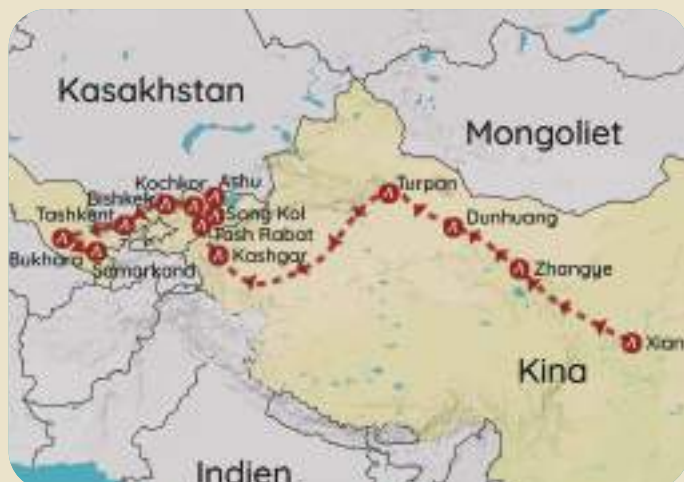 Kasakhstan
Mongoliet
Kochkor
Ashu
Bishkek
Turpan
Tashkent
Song Kol
Dunhuang
Tash Rabat
Bukhara
Samarkand
Kashgar
Zhangye
Xian
Kina
Indien